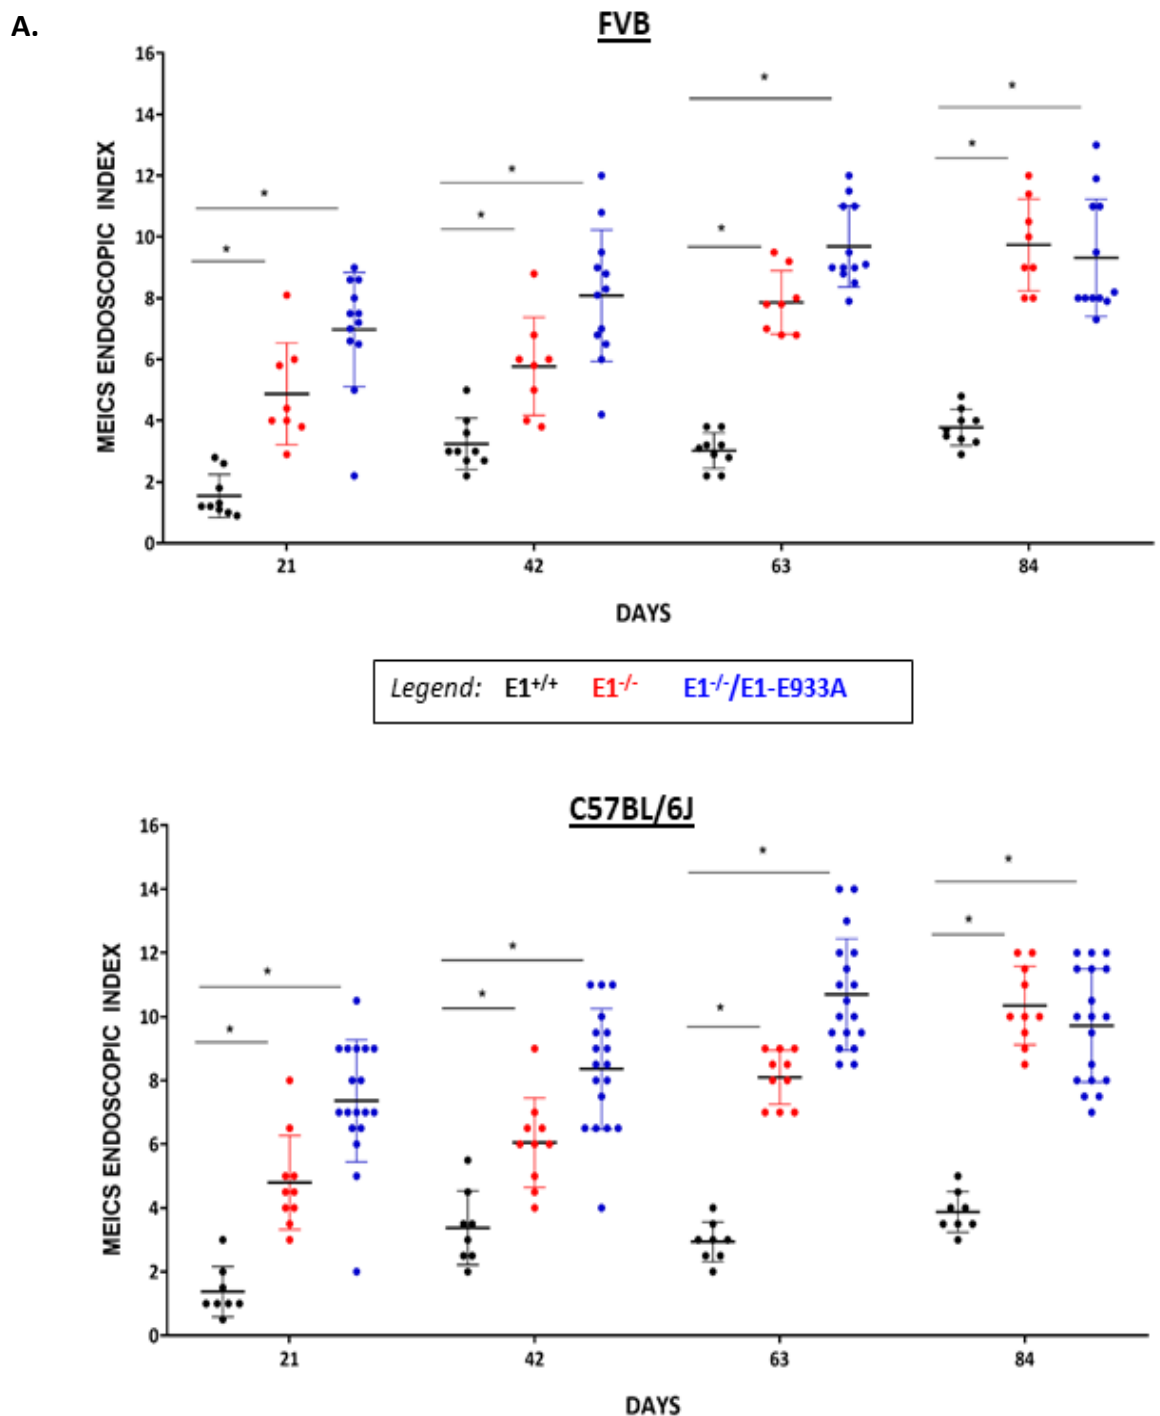 A.
FVB
MEICS ENDOSCOPIC INDEX
16
14
12
10
8
6
4
2
0
* * * * * * * *
21 42 63 84
DAYS
Legend: E1+/+ E1-/- E1-/-/E1-E933A
C57BL/6J
MEICS ENDOSCOPIC INDEX
16
14
12
10
8
6
4
2
0
* * * * * * * *
21 42 63 84
DAYS